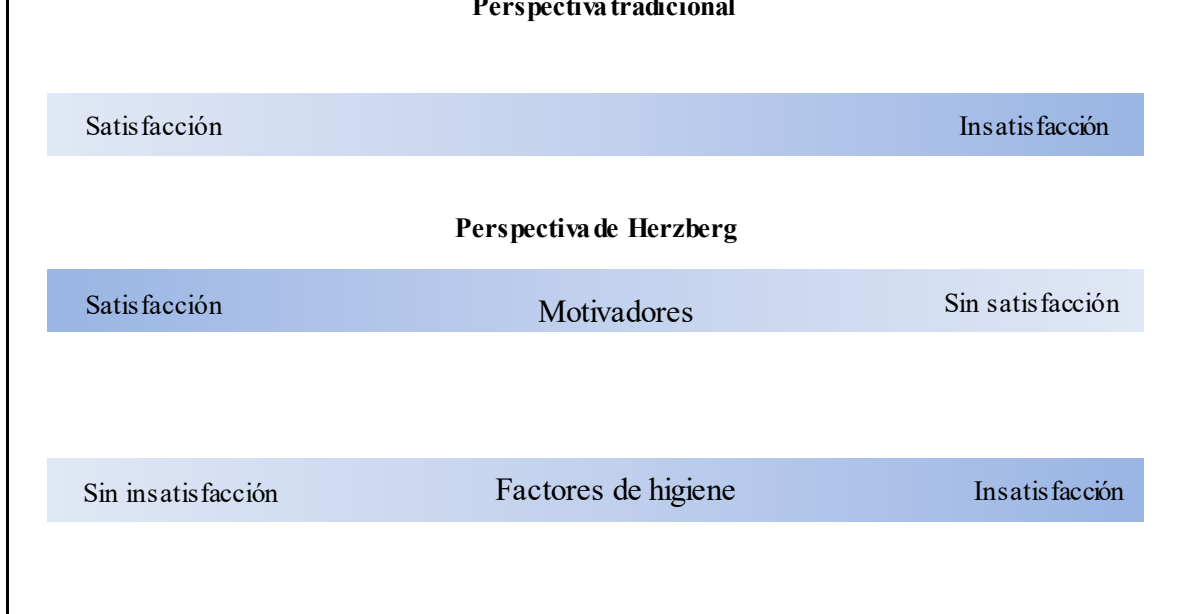 Perspectiva tradicional
Satisfacción Insatisfacción
Perspectiva de Herzberg
Satisfacción Motivadores Sin satisfacción
Sin insatisfacción Factores de higiene Insatisfacción